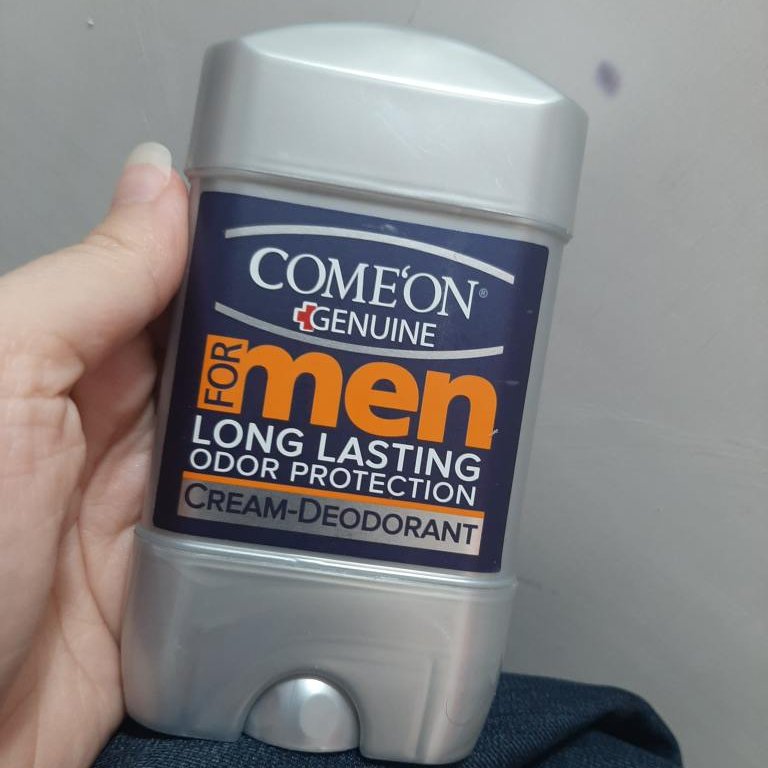 COME'ON®
GENUINE
FOR men
LONG LASTING
ODOR PROTECTION
CREAM-DEODORANT